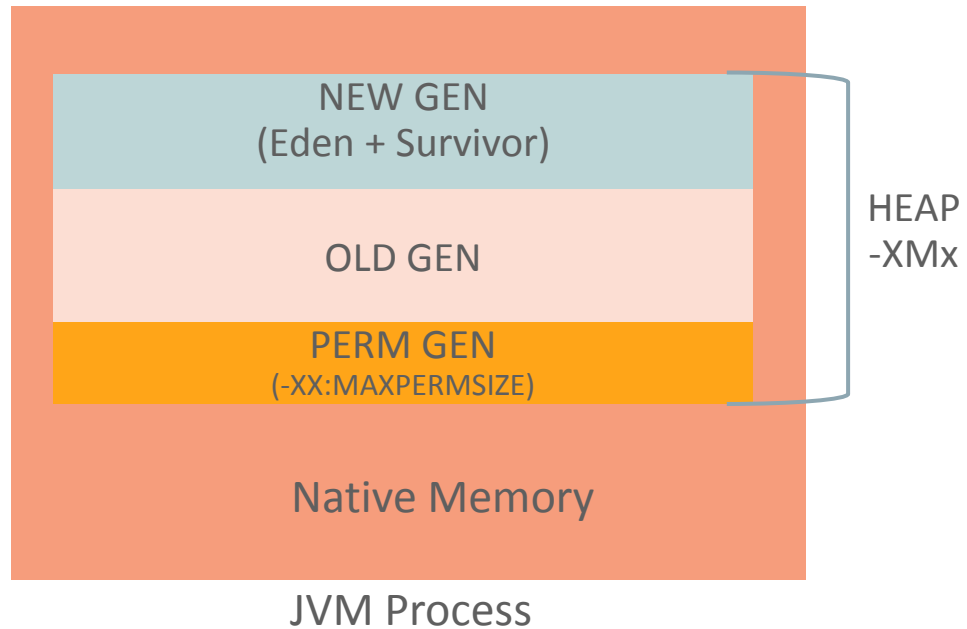 NEW GEN
(Eden + Survivor)
OLD GEN
PERM GEN
(-XX:MAXPERMSIZE)
HEAP
-XMx
Native Memory
JVM Process